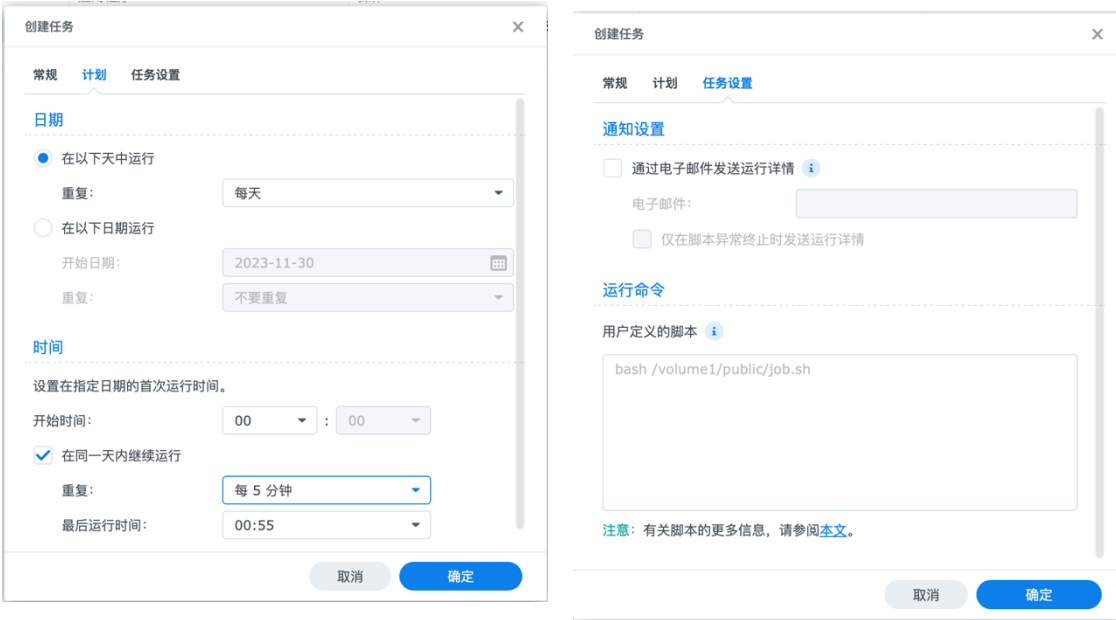 创建任务
常规 计划 任务设置
日期
在以下天中运行
重复: 每天
在以下日期运行
开始日期: 2023-11-30
重复: 不要重复
时间
设置在指定日期的首次运行时间。
开始时间: 00 : 00
在同一天内继续运行
重复: 每 5 分钟
最后运行时间: 00:55
取消 确定
创建任务
常规 计划 任务设置
通知设置
通过电子邮件发送运行详情 i
电子邮件:
仅在脚本异常终止时发送运行详情
运行命令
用户定义的脚本 i
bash /volume1/public/job.sh
注意: 有关脚本的更多信息，请参阅本文。
取消 确定